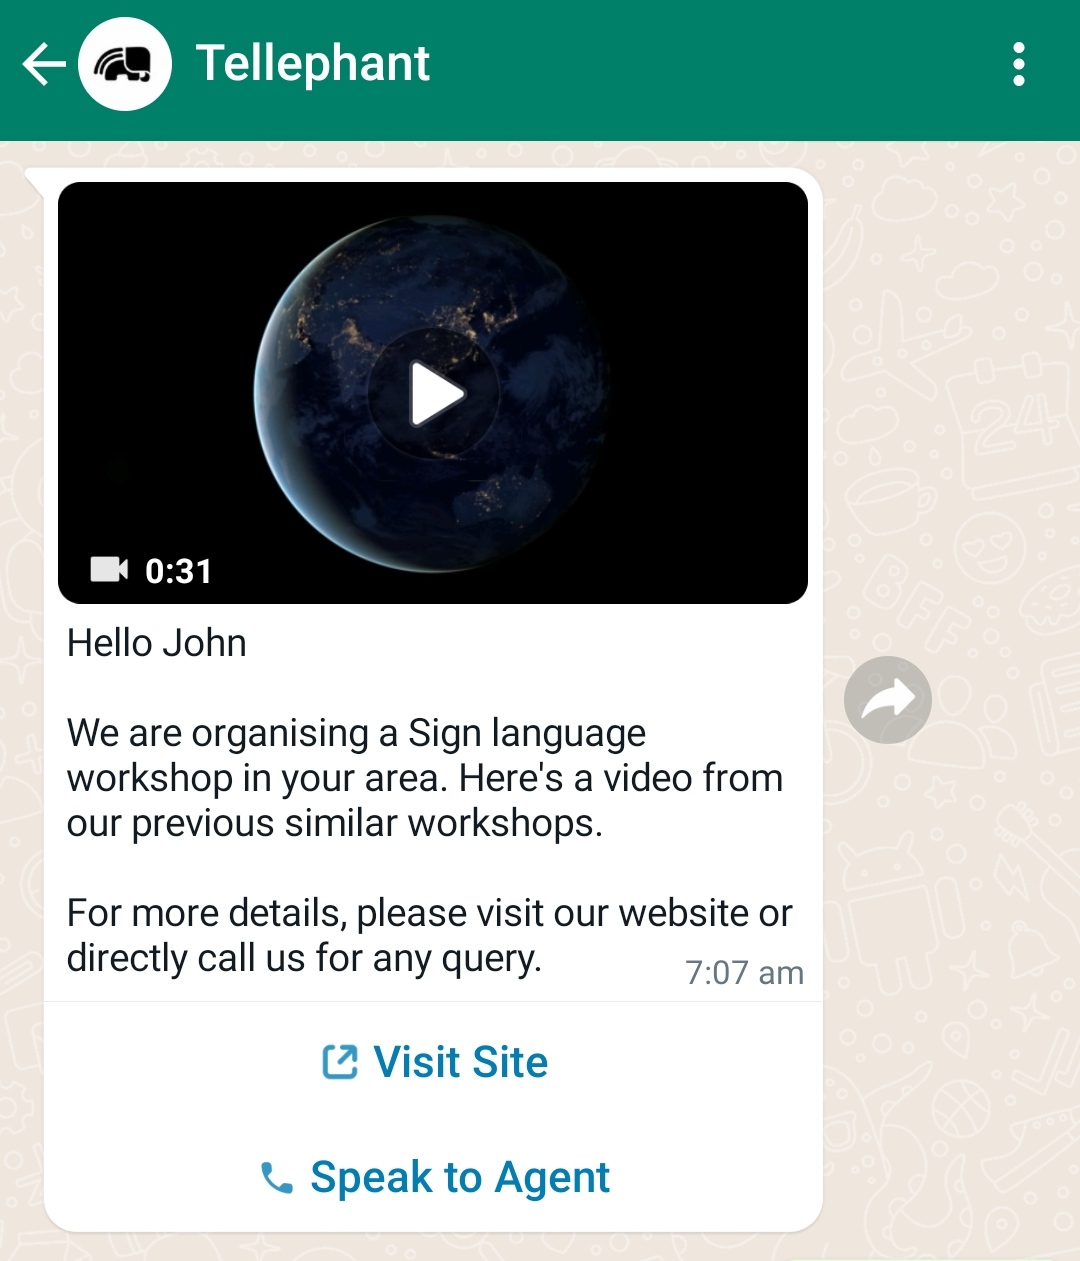 Tellephant
0:31
Hello John
We are organising a Sign language
workshop in your area. Here's a video from
our previous similar workshops.
For more details, please visit our website or
directly call us for any query.
7:07 am
Visit Site
Speak to Agent
24
BFF